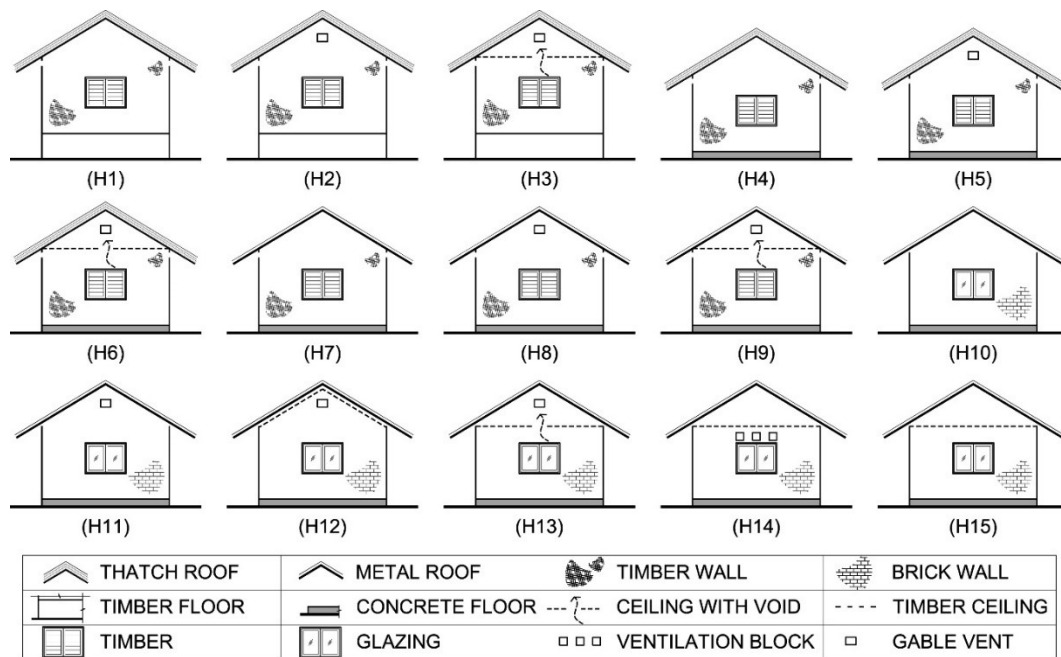 (H1) (H2) (H3) (H4) (H5)
(H6) (H7) (H8) (H9) (H10)
(H11) (H12) (H13) (H14) (H15)
THATCH ROOF METAL ROOF TIMBER WALL BRICK WALL
TIMBER FLOOR CONCRETE FLOOR CEILING WITH VOID TIMBER CEILING
TIMBER GLAZING VENTILATION BLOCK GABLE VENT